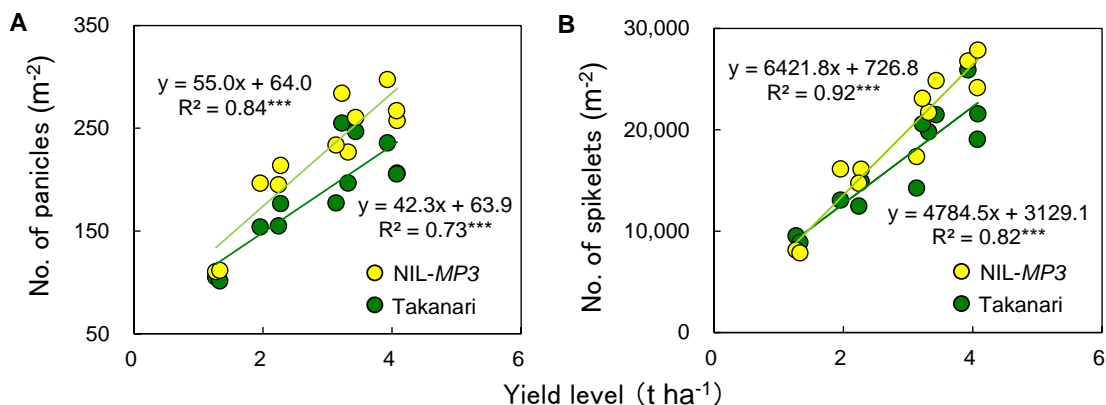 A
No. of panicles (m-2)
350
250
150
50
y = 55.0x + 64.0
R² = 0.84***
y = 42.3x + 63.9
R² = 0.73***
NIL-MP3
Takanari
0 2 4 6
B
No. of spikelets (m-2)
30,000
20,000
10,000
0
y = 6421.8x + 726.8
R² = 0.92***
y = 4784.5x + 3129.1
R² = 0.82***
NIL-MP3
Takanari
0 2 4 6
Yield level (t ha-1)